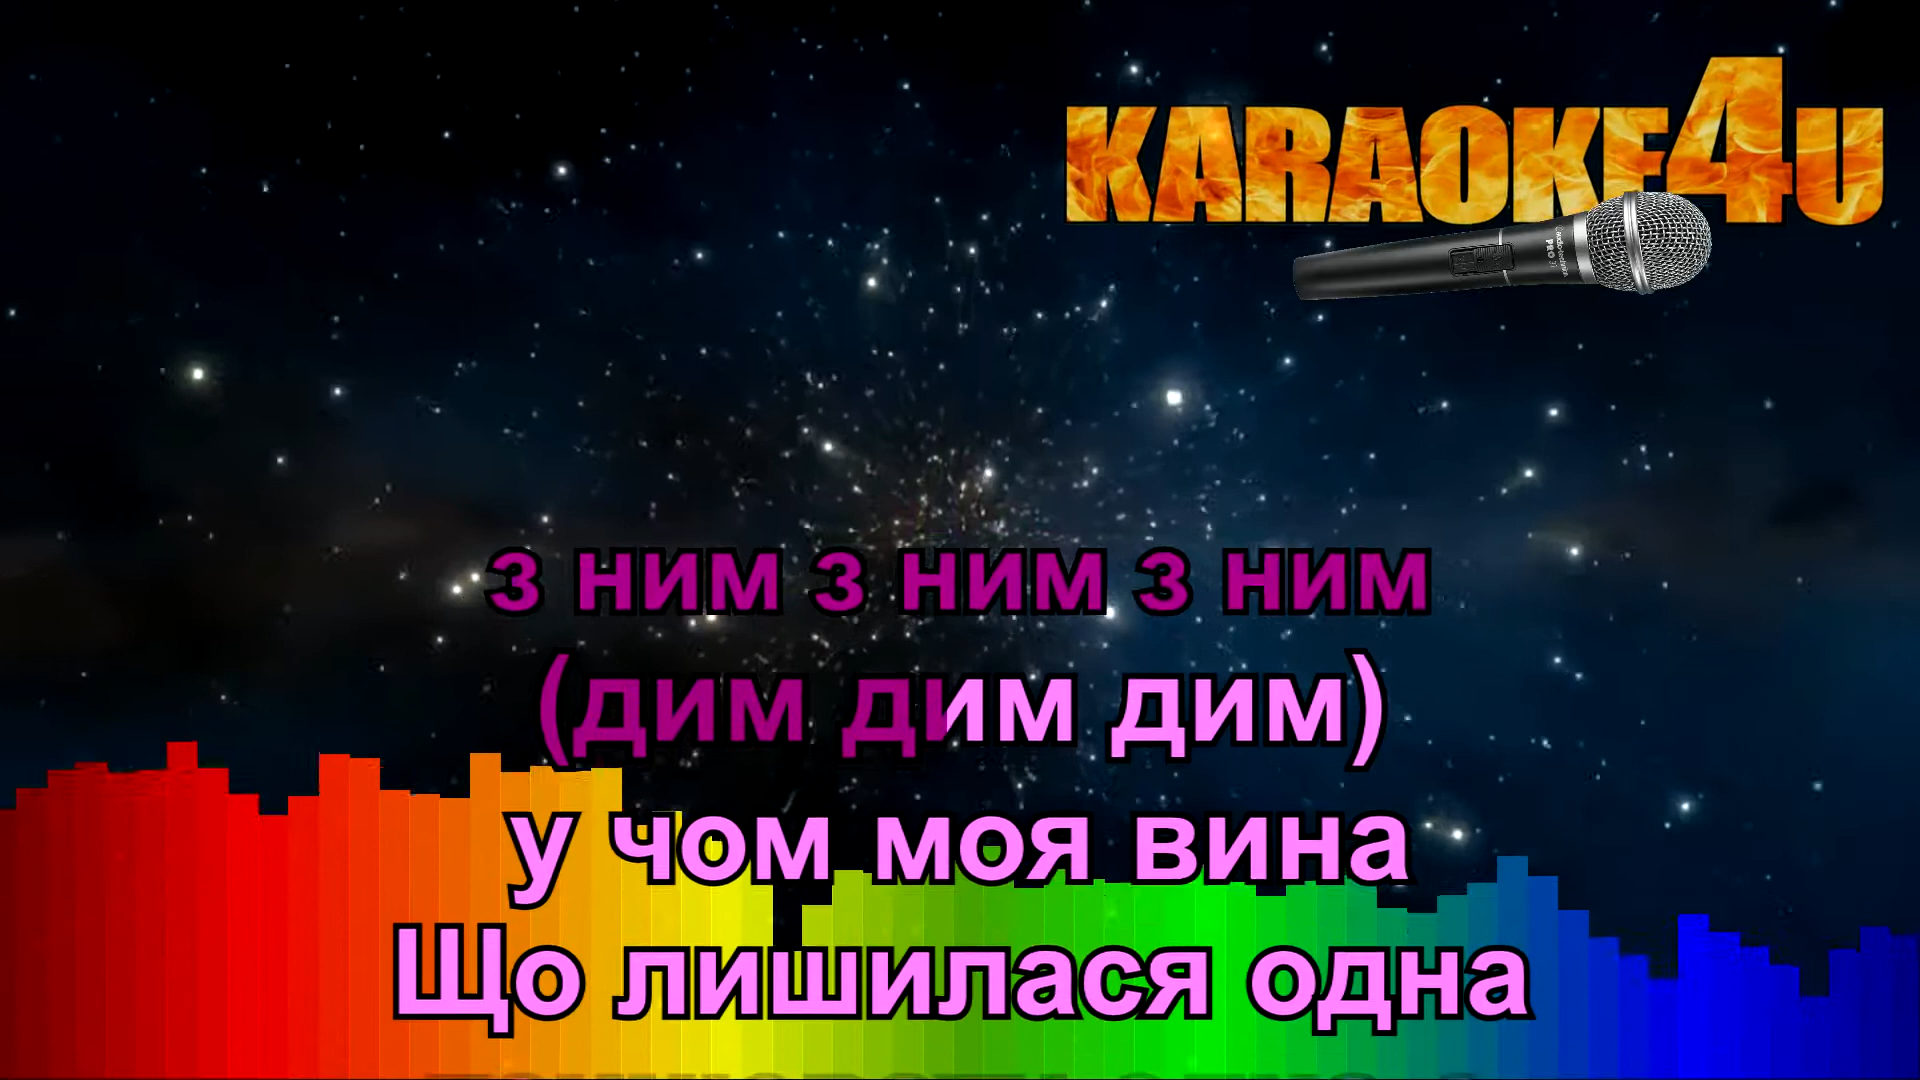 KARAOKE4U
з ним з ним з ним
(дим дим дим)
у чом моя вина
Що лишилася одна